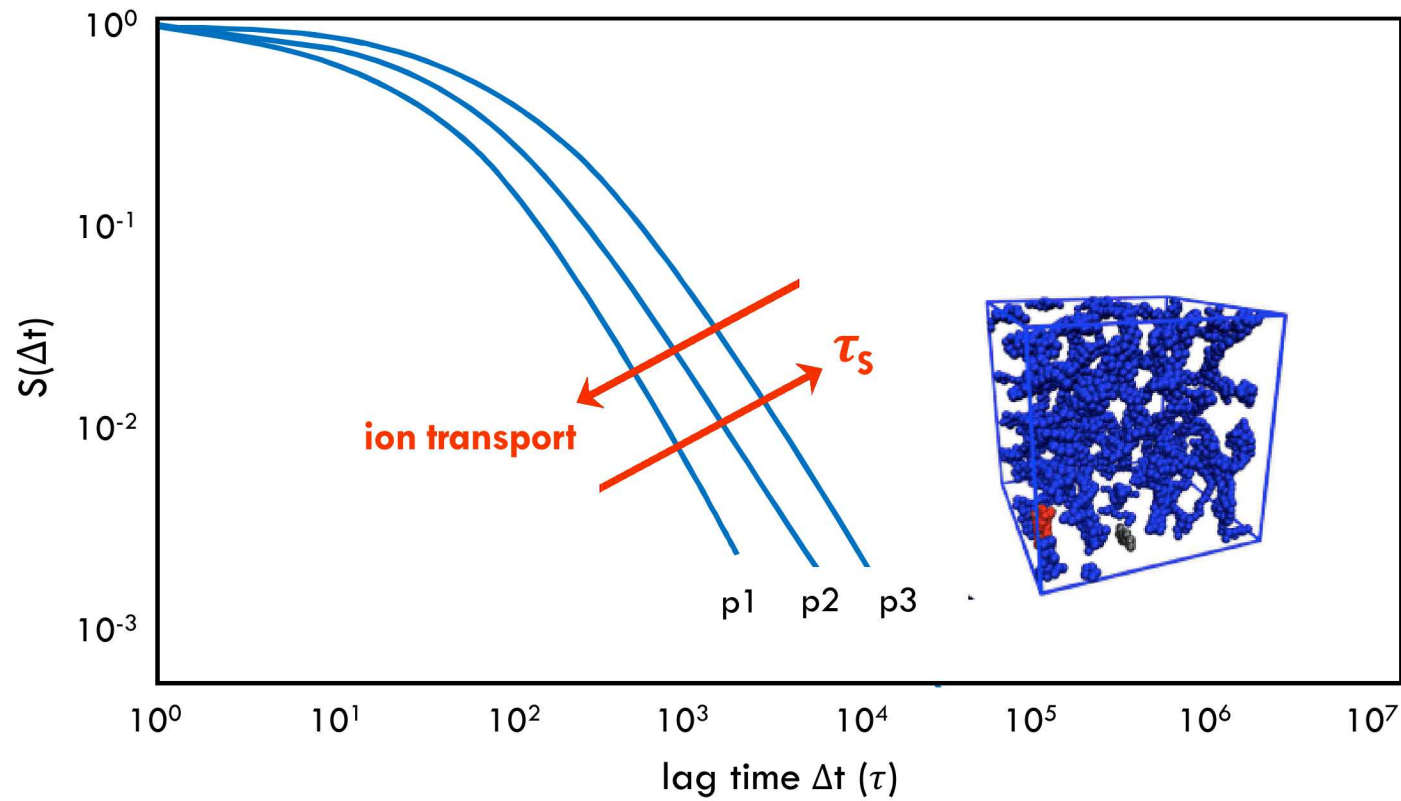 10⁰
10⁻¹
10⁻²
10⁻³
S(Δt)
τS
ion transport
p1 p2 p3
10⁰ 10¹ 10² 10³ 10⁴ 10⁵ 10⁶ 10⁷
lag time Δt (τ)